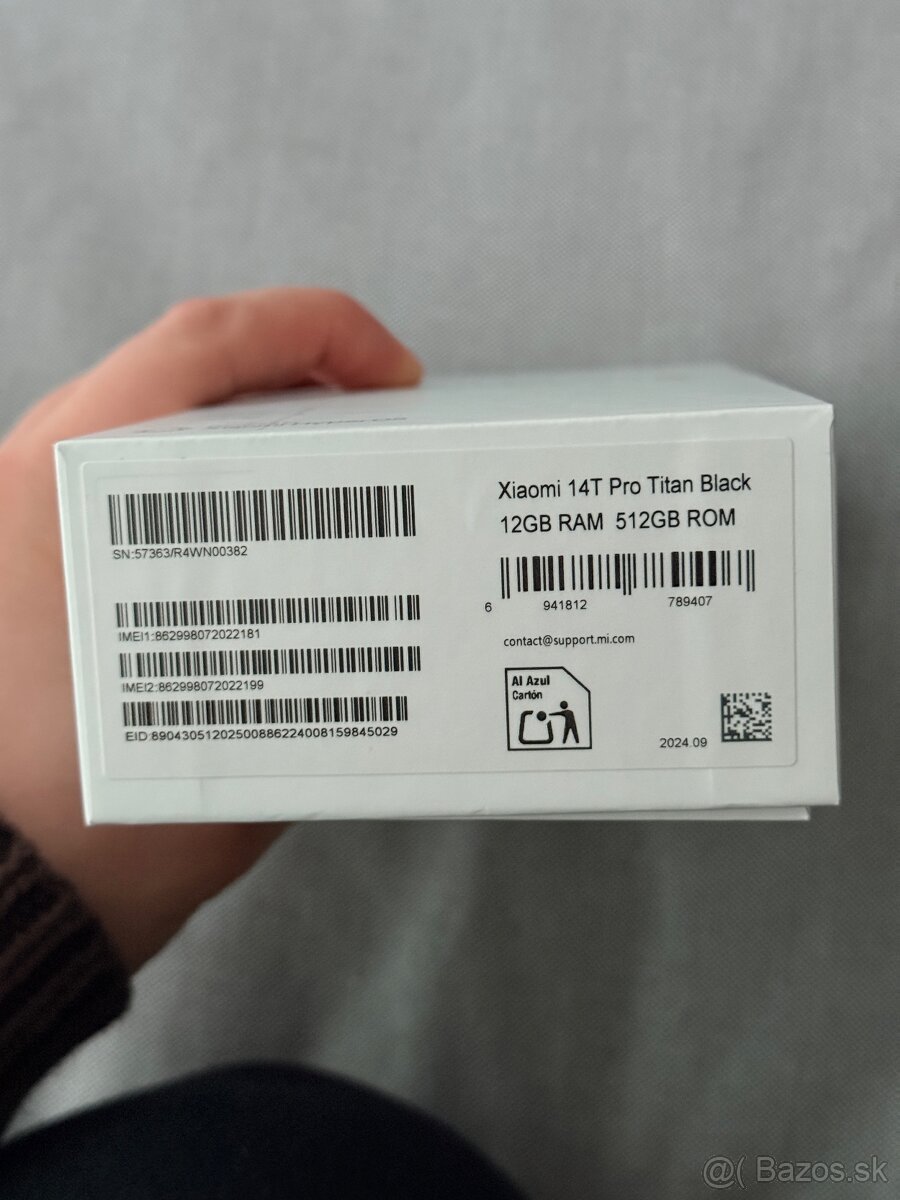 SN:57363/R4WN00382
IMEI1:862998072022181
IMEI2:862998072022199
EID:89043051202500886224008159845029
Xiaomi 14T Pro Titan Black
12GB RAM 512GB ROM
6 941812 789407
contact@support.mi.com
Al Azul
Cartón
2024.09
@( Bazos.sk